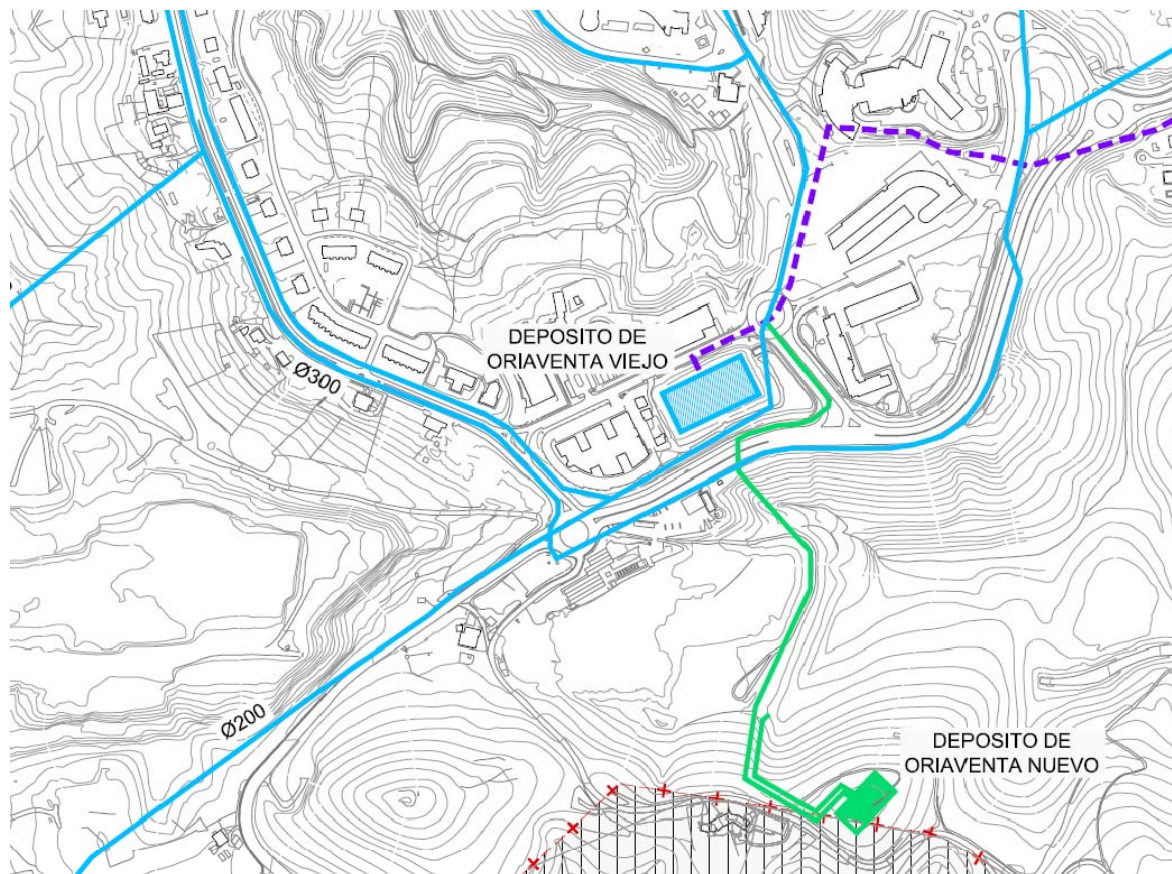 DEPOSITO DE
ORIAVENTA VIEJO
Ø300
Ø200
DEPOSITO DE
ORIAVENTA NUEVO